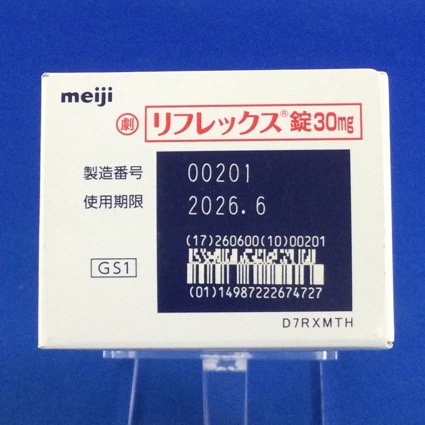 meiji
劇 リフレックス®錠30mg
製造番号 00201
使用期限 2026.6
(17)260600(10)00201
GS1
(01)14987222674727
D7RXMTH